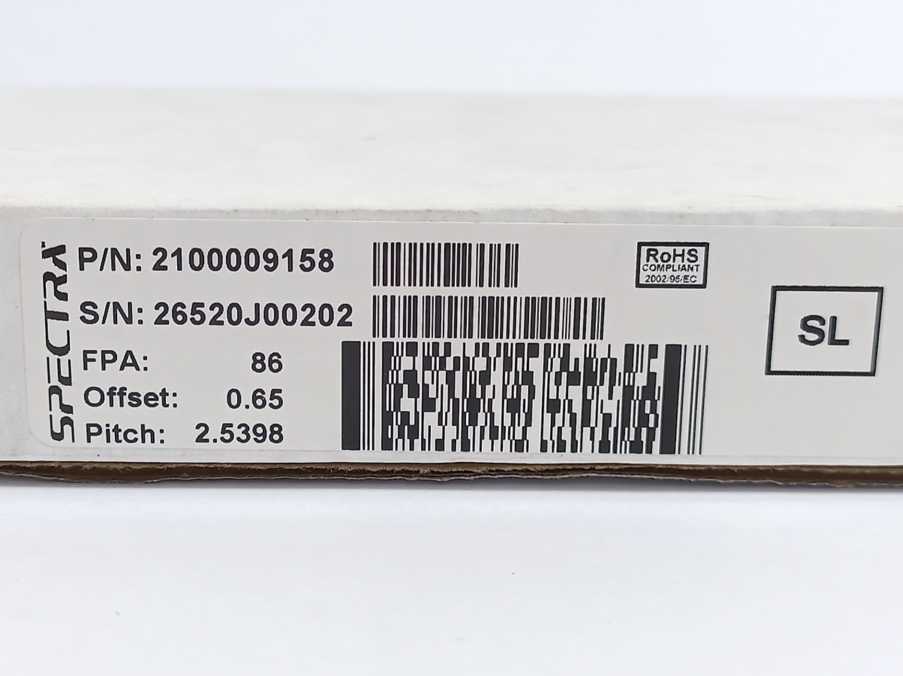 SPECTRA
P/N: 2100009158
S/N: 26520J00202
FPA: 86
Offset: 0.65
Pitch: 2.5398
RoHS
COMPLIANT
2002/95/EC
SL